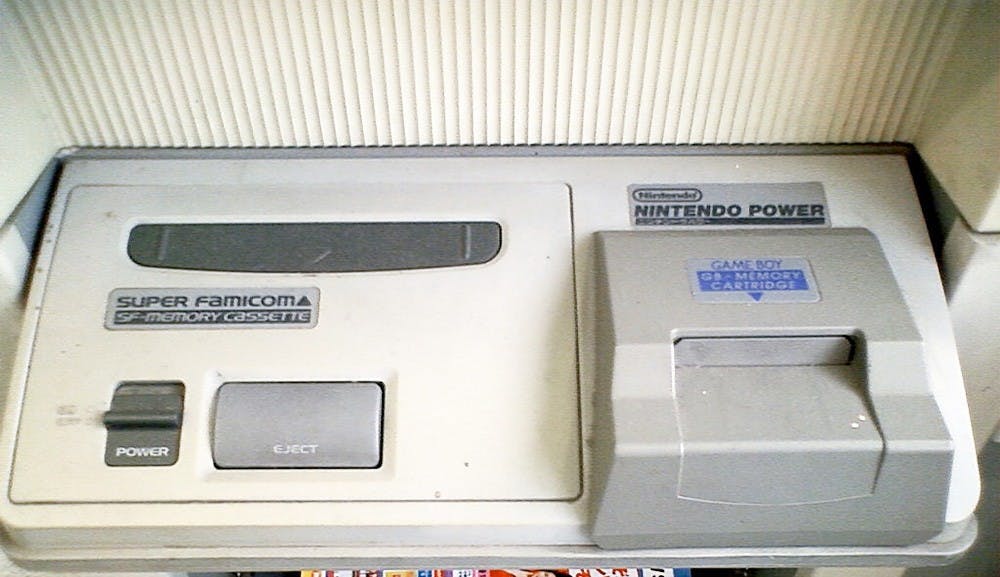 Nintendo
NINTENDO POWER
SUPER FAMICOM▲
SF-MEMORY CASSETTE
GAME BOY
GB-MEMORY
CARTRIDGE
▼
POWER
EJECT